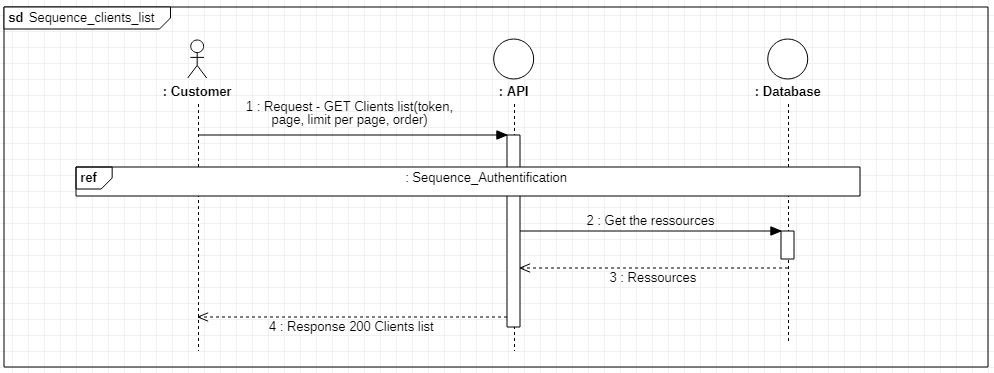 sd Sequence_clients_list
: Customer
: API
: Database
1 : Request - GET Clients list(token,
page, limit per page, order)
ref
: Sequence_Authentification
2 : Get the ressources
3 : Ressources
4 : Response 200 Clients list